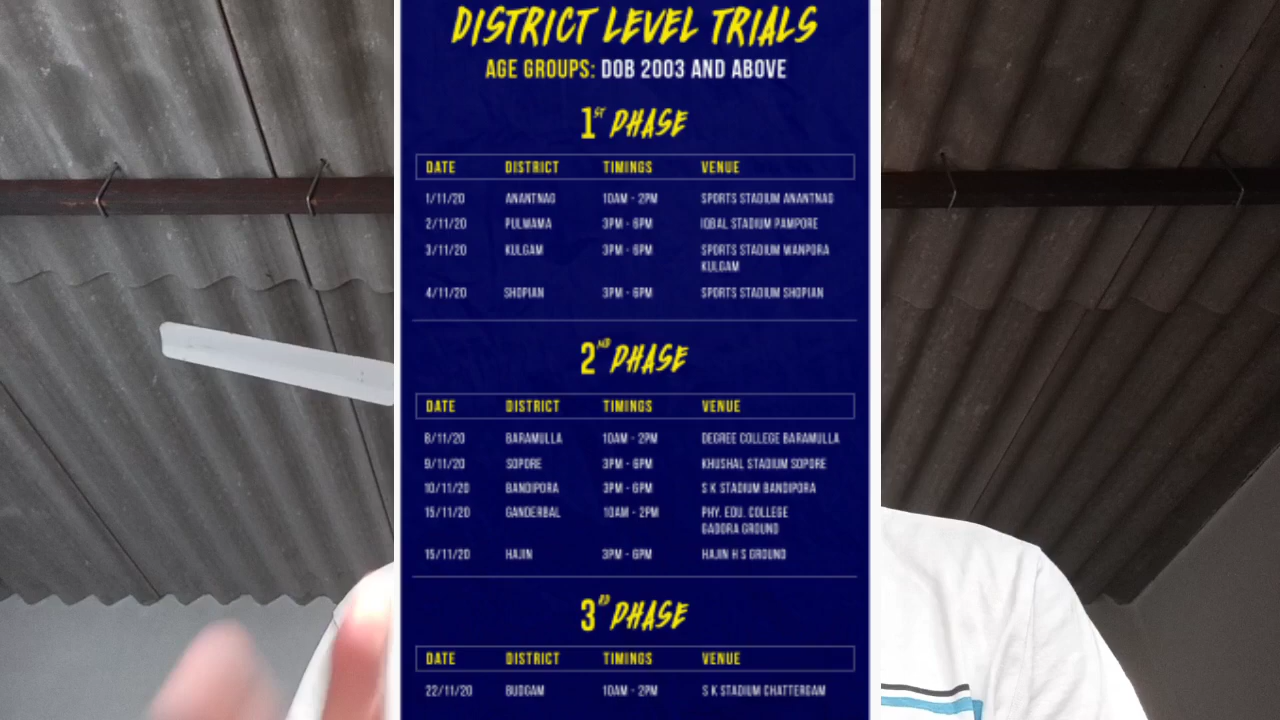 DISTRICT LEVEL TRIALS
AGE GROUPS: DOB 2003 AND ABOVE
1ST PHASE
DATE DISTRICT TIMINGS VENUE
1/11/20 ANANTNAG 10AM - 2PM SPORTS STADIUM ANANTNAG
2/11/20 PULWAMA 3PM - 6PM IQBAL STADIUM PAMPORE
3/11/20 KULGAM 3PM - 6PM SPORTS STADIUM WANPORA
KULGAM
4/11/20 SHOPIAN 3PM - 6PM SPORTS STADIUM SHOPIAN
2ND PHASE
DATE DISTRICT TIMINGS VENUE
8/11/20 BARAMULLA 10AM - 2PM DEGREE COLLEGE BARAMULLA
9/11/20 SOPORE 3PM - 6PM KHUSHAL STADIUM SOPORE
10/11/20 BANDIPORA 3PM - 6PM S K STADIUM BANDIPORA
15/11/20 GANDERBAL 10AM - 2PM PHY. EDU. COLLEGE
GADORA GROUND
15/11/20 HAJIN 3PM - 6PM HAJIN H S GROUND
3RD PHASE
DATE DISTRICT TIMINGS VENUE
22/11/20 BUDGAM 10AM - 2PM S K STADIUM CHATTERGAM